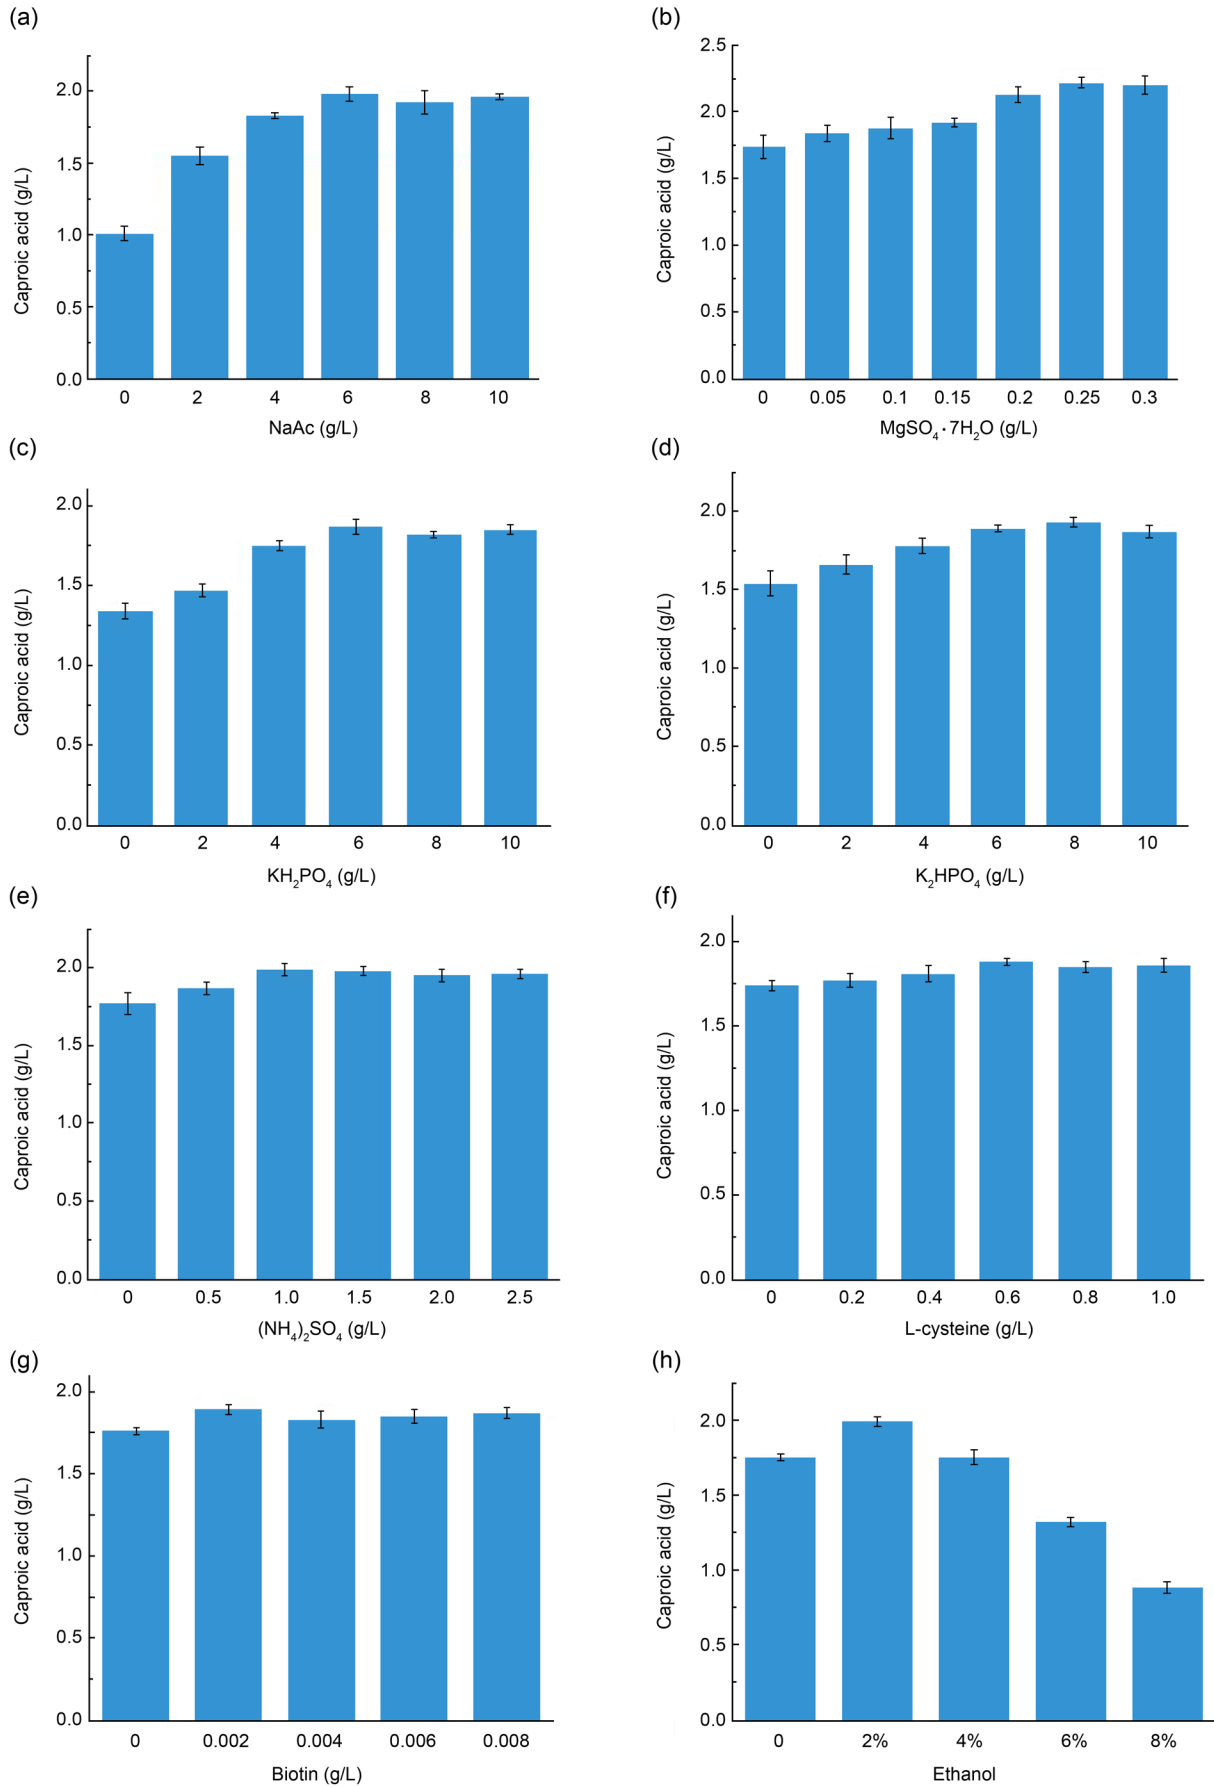 (a)
2.0
1.5
1.0
0.5
0.0
Caproic acid (g/L)
0 2 4 6 8 10
NaAc (g/L)
(b)
2.5
2.0
1.5
1.0
0.5
0.0
Caproic acid (g/L)
0 0.05 0.1 0.15 0.2 0.25 0.3
MgSO₄·7H₂O (g/L)
(c)
2.0
1.5
1.0
0.5
0.0
Caproic acid (g/L)
0 2 4 6 8 10
KH₂PO₄ (g/L)
(d)
2.0
1.5
1.0
0.5
0.0
Caproic acid (g/L)
0 2 4 6 8 10
K₂HPO₄ (g/L)
(e)
2.0
1.5
1.0
0.5
0.0
Caproic acid (g/L)
0 0.5 1.0 1.5 2.0 2.5
(NH₄)₂SO₄ (g/L)
(f)
2.0
1.5
1.0
0.5
0.0
Caproic acid (g/L)
0 0.2 0.4 0.6 0.8 1.0
L-cysteine (g/L)
(g)
2.0
1.5
1.0
0.5
0.0
Caproic acid (g/L)
0 0.002 0.004 0.006 0.008
Biotin (g/L)
(h)
2.0
1.5
1.0
0.5
0.0
Caproic acid (g/L)
0 2% 4% 6% 8%
Ethanol